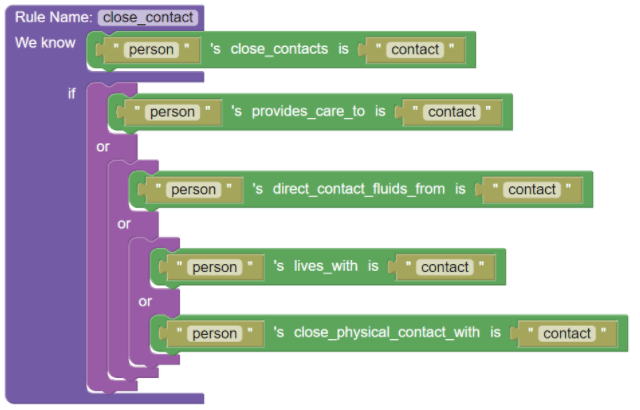 Rule Name: close_contact
We know " person " 's close_contacts is " contact "
if
" person " 's provides_care_to is " contact "
or
" person " 's direct_contact_fluids_from is " contact "
or
" person " 's lives_with is " contact "
or
" person " 's close_physical_contact_with is " contact "